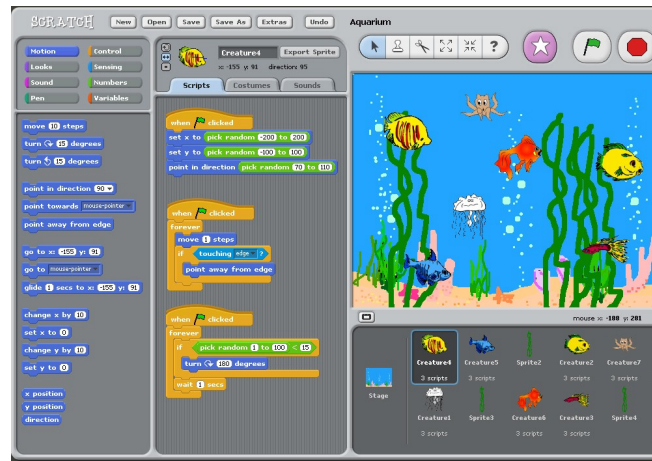 SCRATCH New Open Save Save As Extras Undo Aquarium
Motion Control
Looks Sensing
Sound Numbers
Pen Variables
move 10 steps
turn 15 degrees
turn 15 degrees
point in direction 90
point towards mouse-pointer
point away from edge
go to x: -155 y: 91
go to mouse-pointer
glide 1 secs to x: -155 y: 91
change x by 10
set x to 0
change y by 10
set y to 0
x position
y position
direction
Creature4 Export Sprite
x: -155 y: 91 direction: 95
Scripts Costumes Sounds
when clicked
set x to pick random -200 to 200
set y to pick random -100 to 100
point in direction pick random 70 to 110
when clicked
forever
move 1 steps
if touching edge ?
point away from edge
when clicked
forever
if pick random 1 to 100 < 15
turn 180 degrees
wait 1 secs
?
mouse x: -188 y: 201
Stage
Creature4 Creature5 Sprite2 Creature2 Creature7
3 scripts 3 scripts 3 scripts 3 scripts
Creature1 Sprite3 Creature6 Creature3 Sprite4
3 scripts 3 scripts 3 scripts